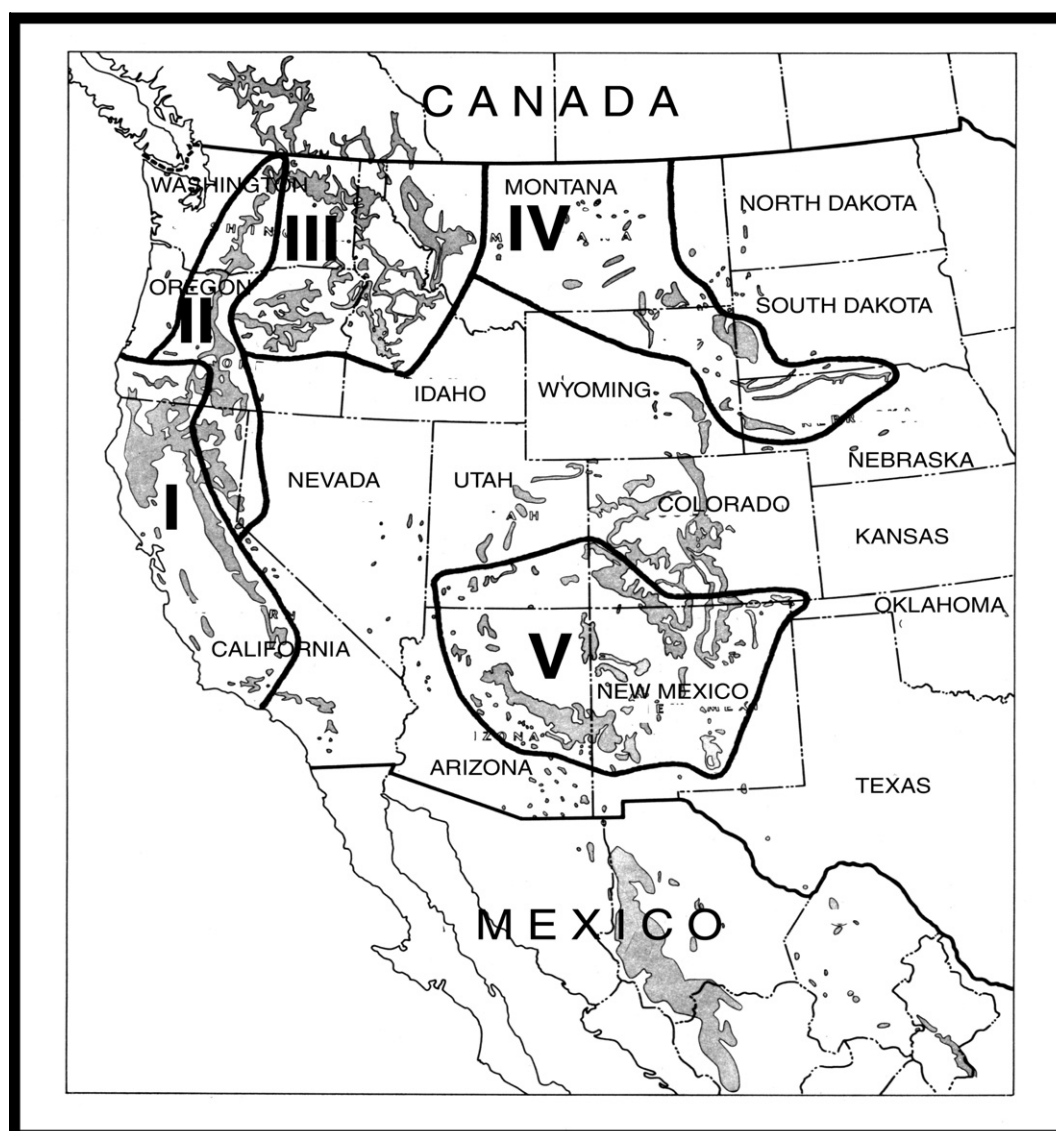 CANADA
WASHINGTON
MONTANA
NORTH DAKOTA
III
IV
OREGON
SOUTH DAKOTA
II
IDAHO
WYOMING
NEBRASKA
NEVADA
UTAH
COLORADO
I
KANSAS
OKLAHOMA
CALIFORNIA
V
NEW MEXICO
ARIZONA
TEXAS
MEXICO